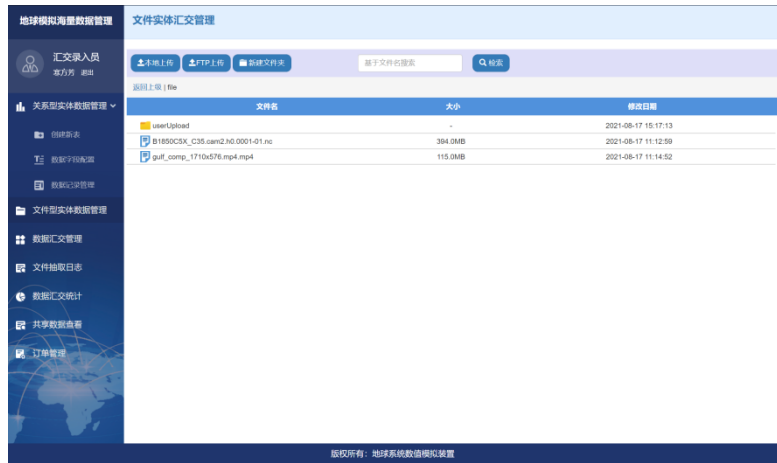 地球模拟海量数据管理
文件实体汇交管理
汇交录入员
退出
本地上传 FTP上传 新建文件夹 基于文件名搜索 检索
返回上级 | file
文件名 大小 修改日期
userUpload - 2021-08-17 15:17:13
B1850C5X_C35.cam2.h0.0001-01.nc 394.0MB 2021-08-17 11:12:59
gulf_comp_1710x576.mp4.mp4 115.0MB 2021-08-17 11:14:52
关系型实体数据管理
创建新表
数据字段配置
数据记录管理
文件型实体数据管理
数据汇交管理
文件抽取日志
数据汇交统计
共享数据查看
订单管理
版权所有：地球系统数值模拟装置